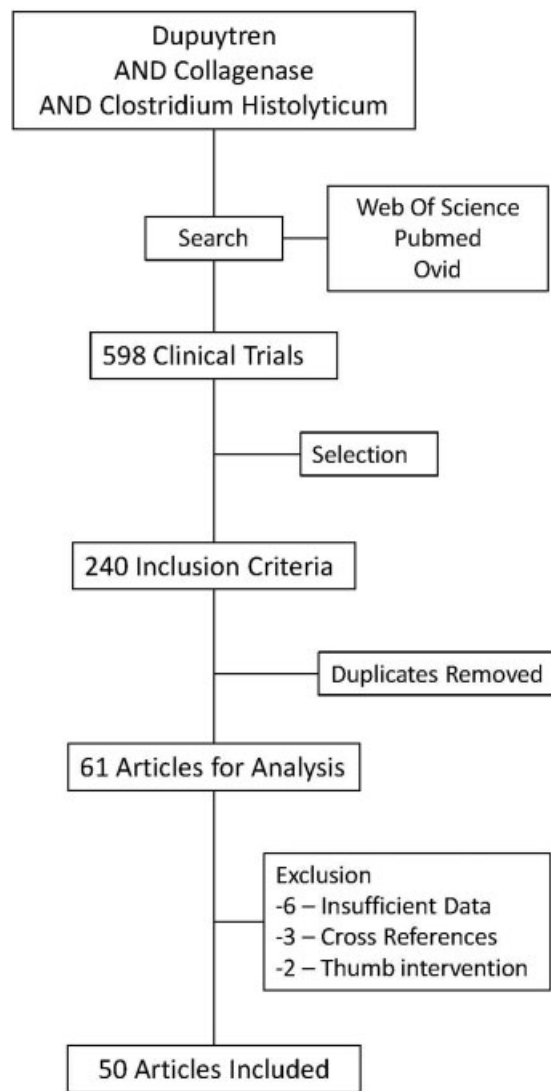 Dupuytren
AND Collagenase
AND Clostridium Histolyticum
Search
Web Of Science
Pubmed
Ovid
598 Clinical Trials
Selection
240 Inclusion Criteria
Duplicates Removed
61 Articles for Analysis
Exclusion
-6 – Insufficient Data
-3 – Cross References
-2 – Thumb intervention
50 Articles Included